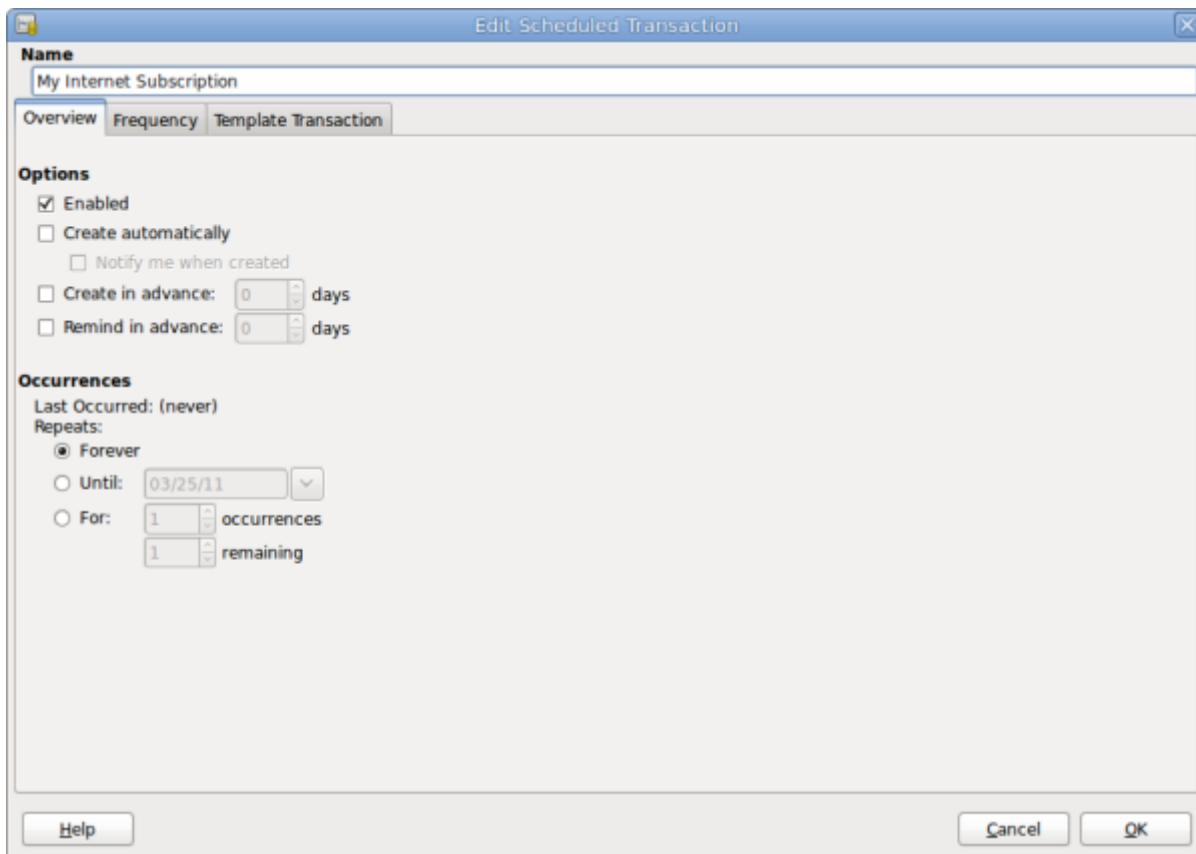 Edit Scheduled Transaction
Name
My Internet Subscription
Overview Frequency Template Transaction
Options
Enabled
Create automatically
Notify me when created
Create in advance: 0 days
Remind in advance: 0 days
Occurrences
Last Occurred: (never)
Repeats:
Forever
Until: 03/25/11
For: 1 occurrences
1 remaining
Help Cancel OK